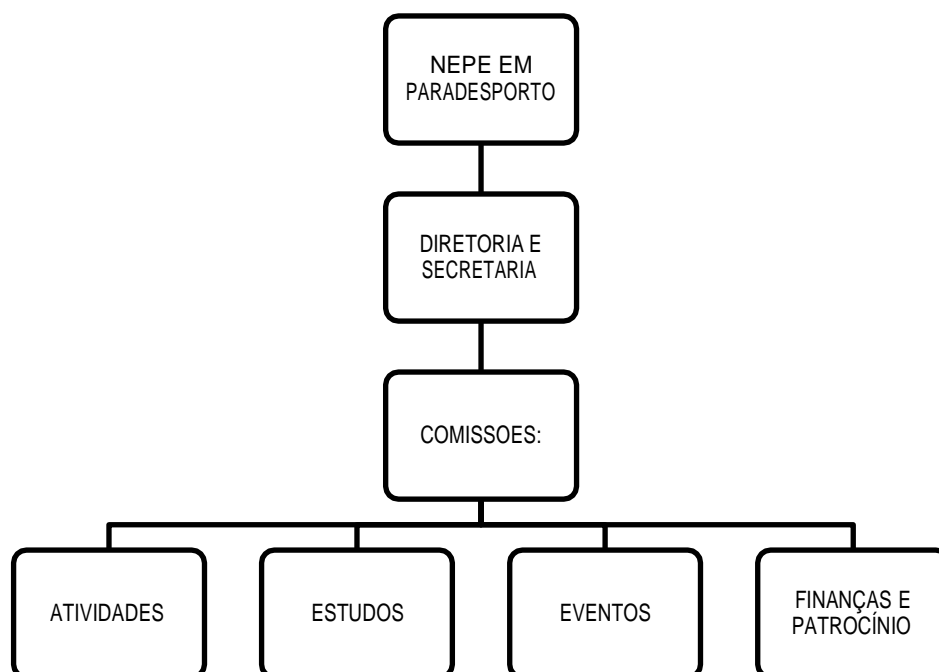 NEPE EM
PARADESPORTO
DIRETORIA E
SECRETARIA
COMISSOES:
ATIVIDADES
ESTUDOS
EVENTOS
FINANÇAS E
PATROCÍNIO